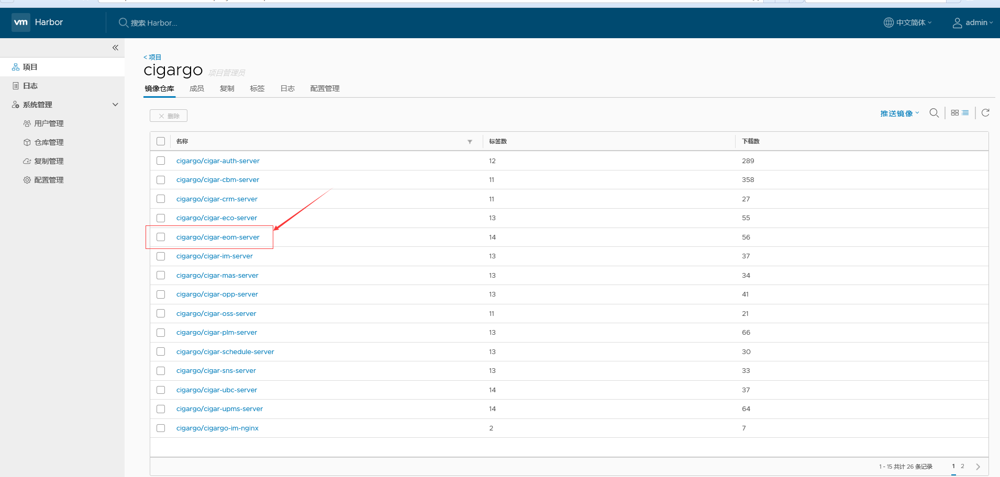 vm Harbor 搜索 Harbor... 中文简体 admin
项目
日志
系统管理
用户管理
仓库管理
复制管理
配置管理
< 项目
cigargo 项目管理员
镜像仓库 成员 复制 标签 日志 配置管理
删除 推送镜像
名称 标签数 下载数
cigargo/cigar-auth-server 12 289
cigargo/cigar-cbm-server 11 358
cigargo/cigar-crm-server 11 27
cigargo/cigar-eco-server 13 55
cigargo/cigar-eom-server 14 56
cigargo/cigar-im-server 13 37
cigargo/cigar-mas-server 13 34
cigargo/cigar-opp-server 13 41
cigargo/cigar-oss-server 11 21
cigargo/cigar-plm-server 13 66
cigargo/cigar-schedule-server 13 30
cigargo/cigar-sns-server 13 33
cigargo/cigar-ubc-server 14 37
cigargo/cigar-upms-server 14 64
cigargo/cigargo-im-nginx 2 7
1 - 15 共计 26 条记录 1 2